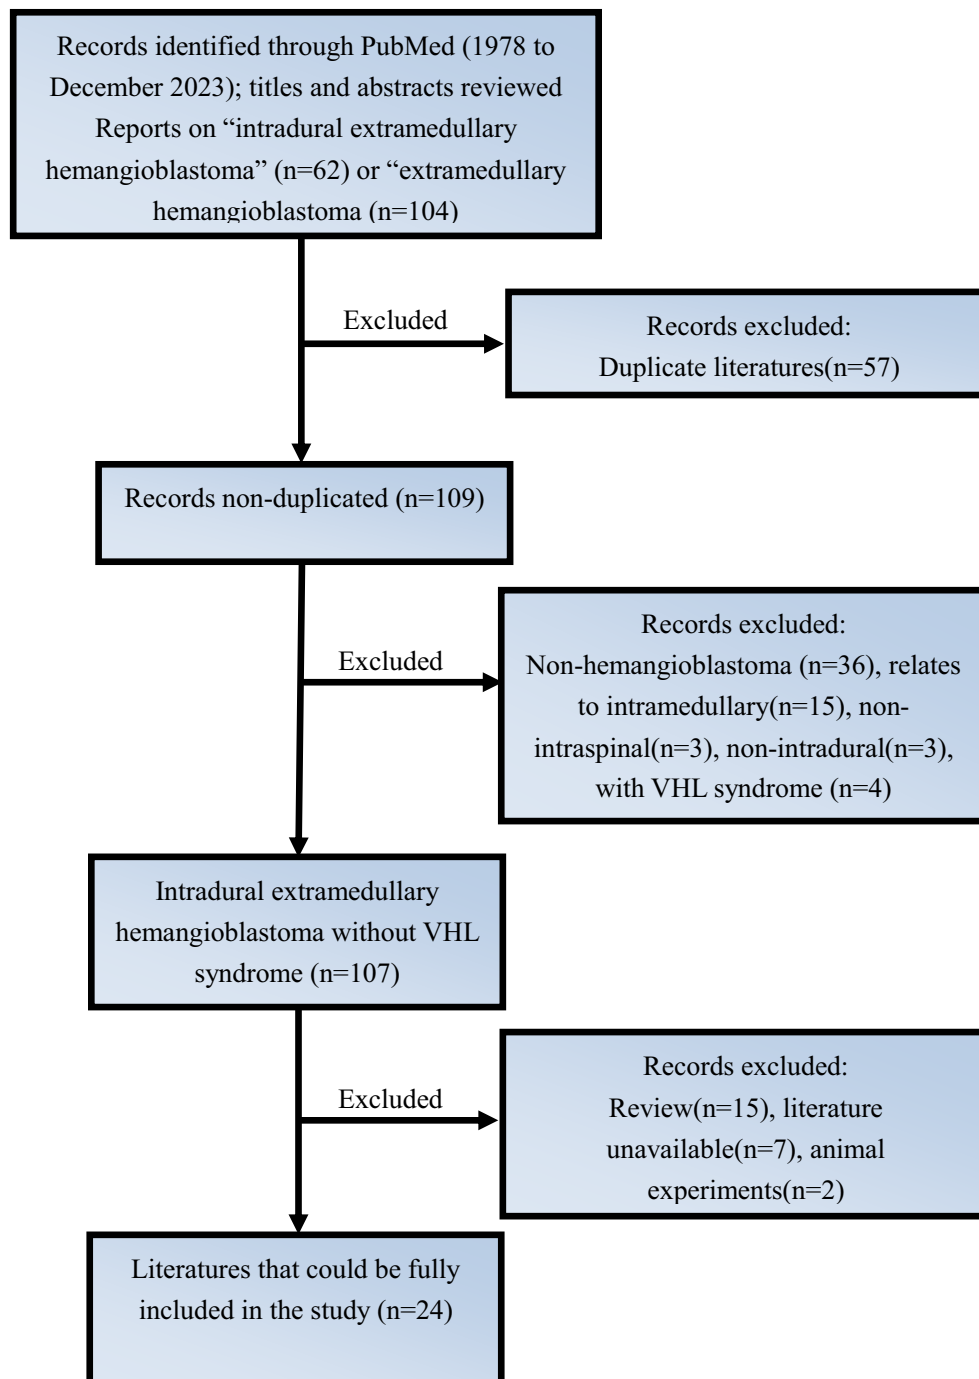 Records identified through PubMed (1978 to
December 2023); titles and abstracts reviewed
Reports on “intradural extramedullary
hemangioblastoma” (n=62) or “extramedullary
hemangioblastoma (n=104)
Excluded
Records excluded:
Duplicate literatures(n=57)
Records non-duplicated (n=109)
Excluded
Records excluded:
Non-hemangioblastoma (n=36), relates
to intramedullary(n=15), non-
intraspinal(n=3), non-intradural(n=3),
with VHL syndrome (n=4)
Intradural extramedullary
hemangioblastoma without VHL
syndrome (n=107)
Excluded
Records excluded:
Review(n=15), literature
unavailable(n=7), animal
experiments(n=2)
Literatures that could be fully
included in the study (n=24)